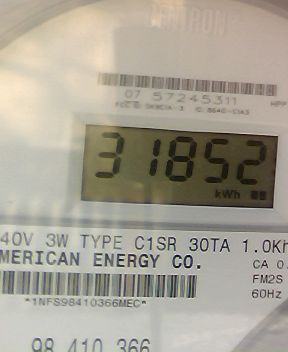 07 57245311
31852
kWh
40V 3W TYPE C1SR 30TA 1.0Kh
MERICAN ENERGY CO.
CA 0.
FM2S
60Hz
*1NFS98410366MEC*
98 410 366